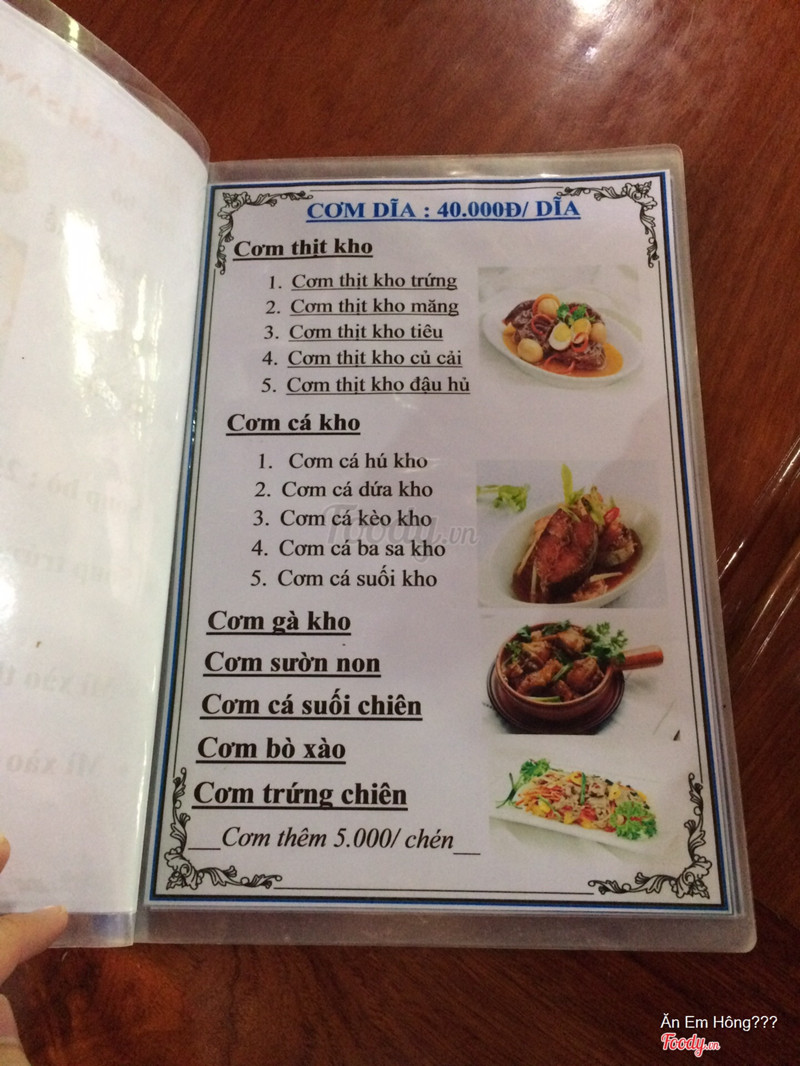 CƠM DĨA : 40.000Đ/ DĨA
Cơm thịt kho
1. Cơm thịt kho trứng
2. Cơm thịt kho măng
3. Cơm thịt kho tiêu
4. Cơm thịt kho củ cải
5. Cơm thịt kho đậu hủ
Cơm cá kho
1. Cơm cá hú kho
2. Cơm cá dứa kho
3. Cơm cá kèo kho
4. Cơm cá ba sa kho
5. Cơm cá suối kho
Cơm gà kho
Cơm sườn non
Cơm cá suối chiên
Cơm bò xào
Cơm trứng chiên
Cơm thêm 5.000/ chén
Foody.vn
Ăn Em Hông???
Foody.vn